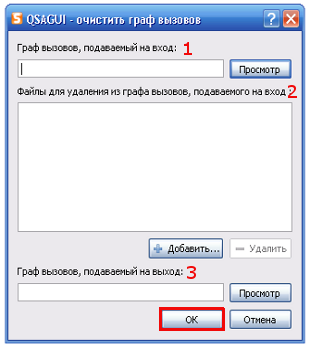 QSAGUI - очистить граф вызовов
Граф вызовов, подаваемый на вход: 1
Просмотр
Файлы для удаления из графа вызовов, подаваемого на вход: 2
Добавить...
Удалить
Граф вызовов, подаваемый на выход: 3
Просмотр
OK
Отмена